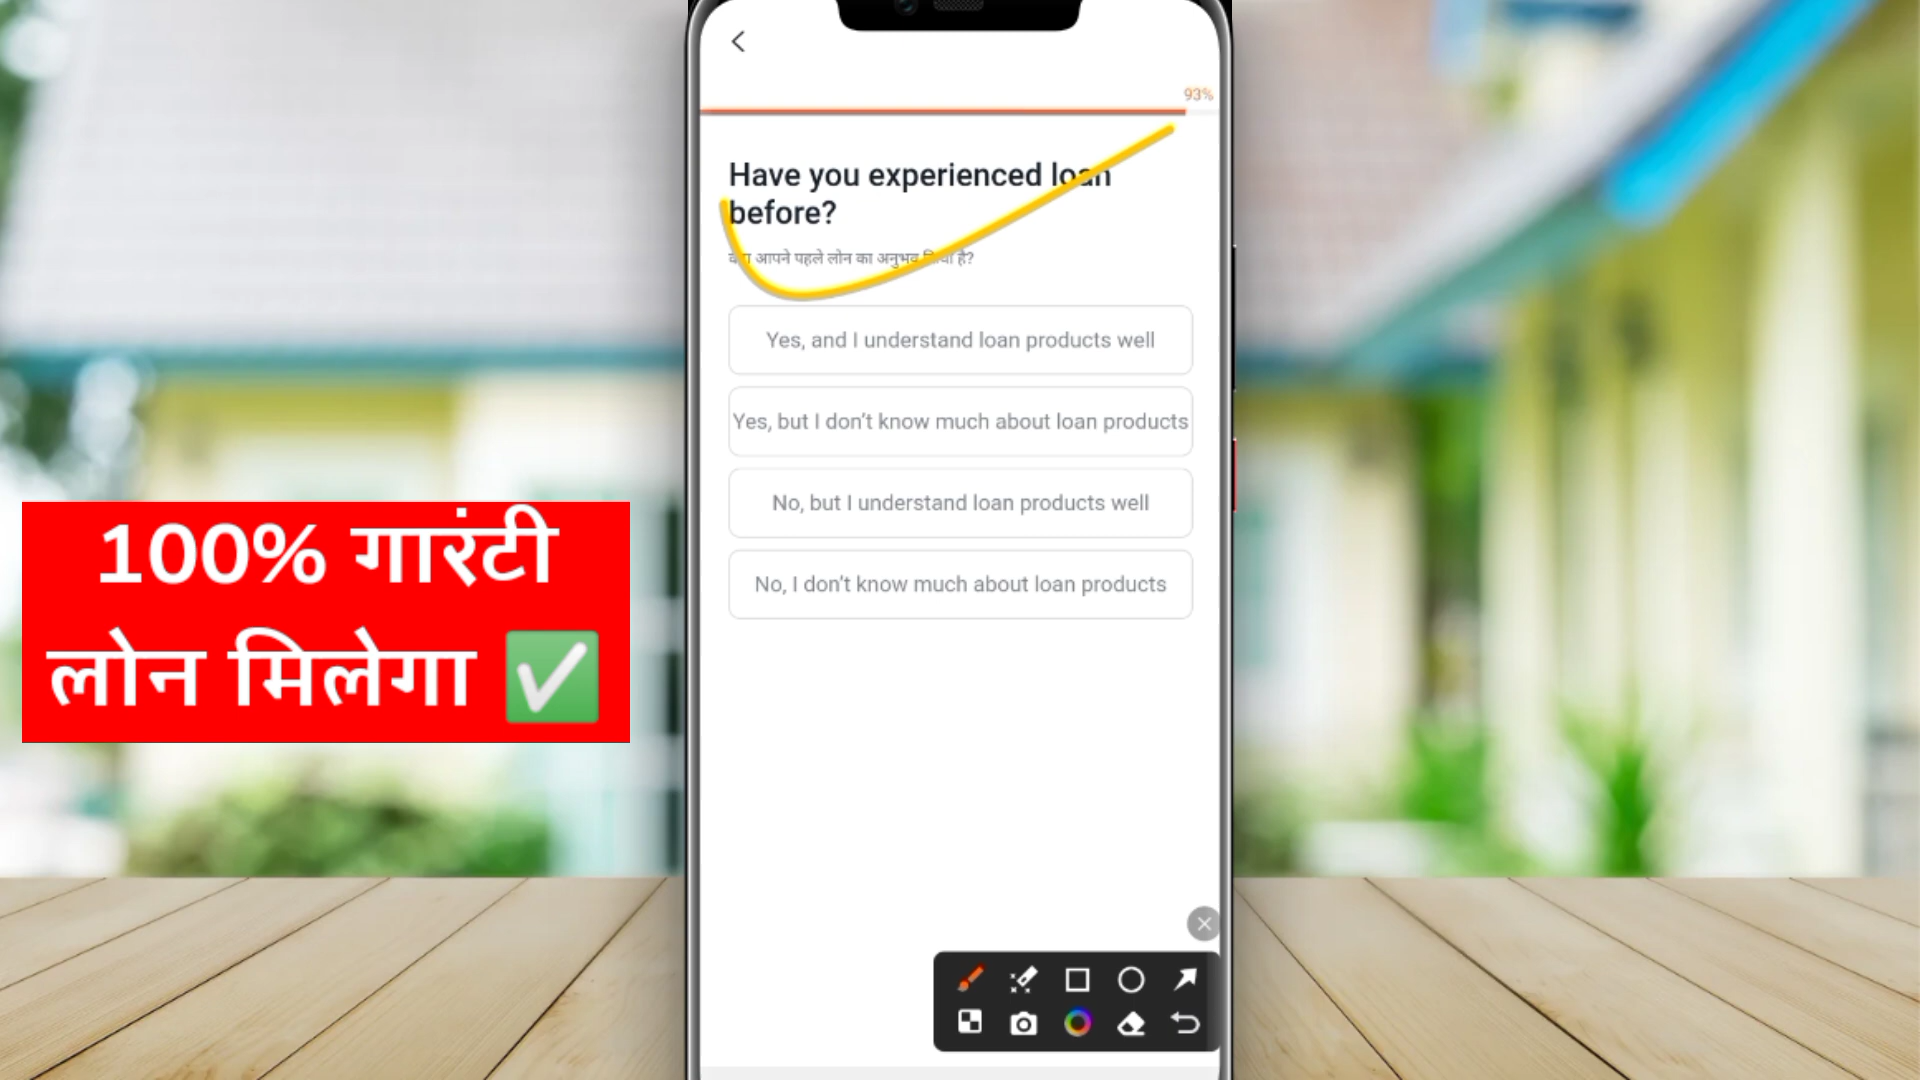 93%
Have you experienced loan
before?
क्या आपने पहले लोन का अनुभव किया है?
Yes, and I understand loan products well
Yes, but I don't know much about loan products
No, but I understand loan products well
No, I don't know much about loan products
100% गारंटी
लोन मिलेगा ✅